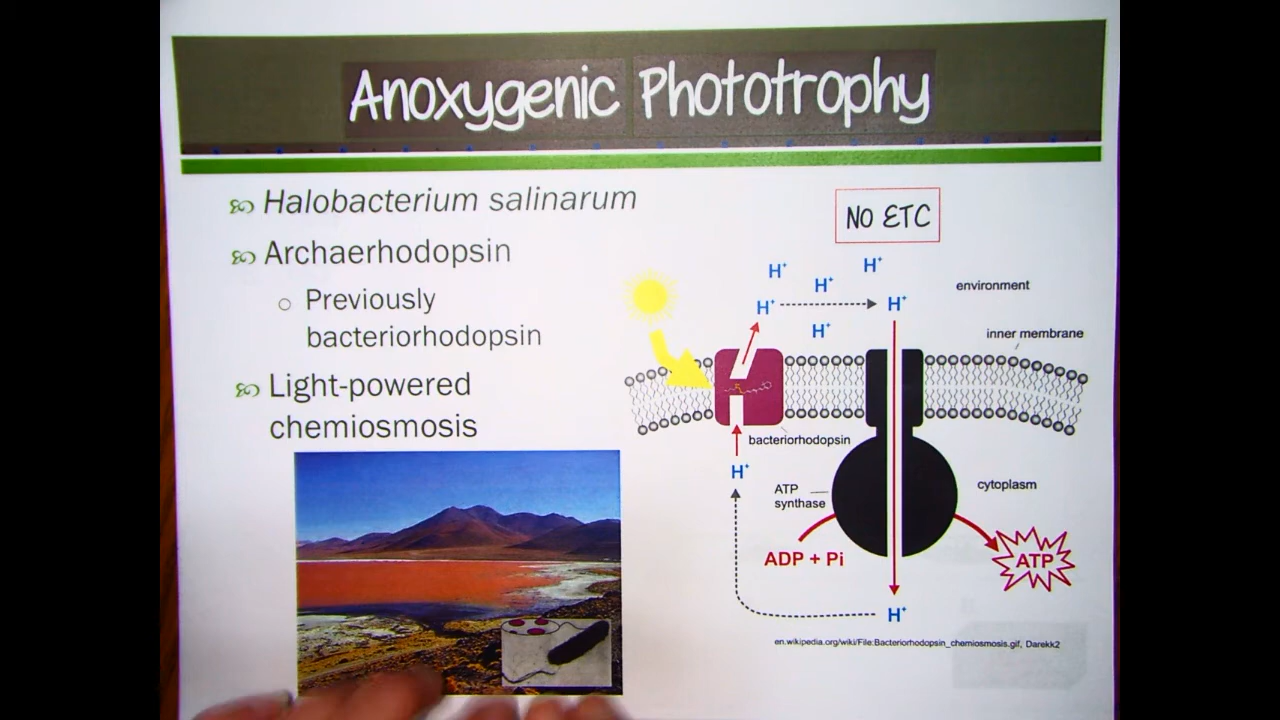 Anoxygenic Phototrophy
Halobacterium salinarum
Archaerhodopsin
Previously
bacteriorhodopsin
Light-powered
chemiosmosis
NO ETC
H+
H+
H+
H+
H+
H+
environment
inner membrane
bacteriorhodopsin
H+
ATP
synthase
cytoplasm
ADP + Pi
ATP
H+
en.wikipedia.org/wiki/File:Bacteriorhodopsin_chemiosmosis.gif, Darekk2